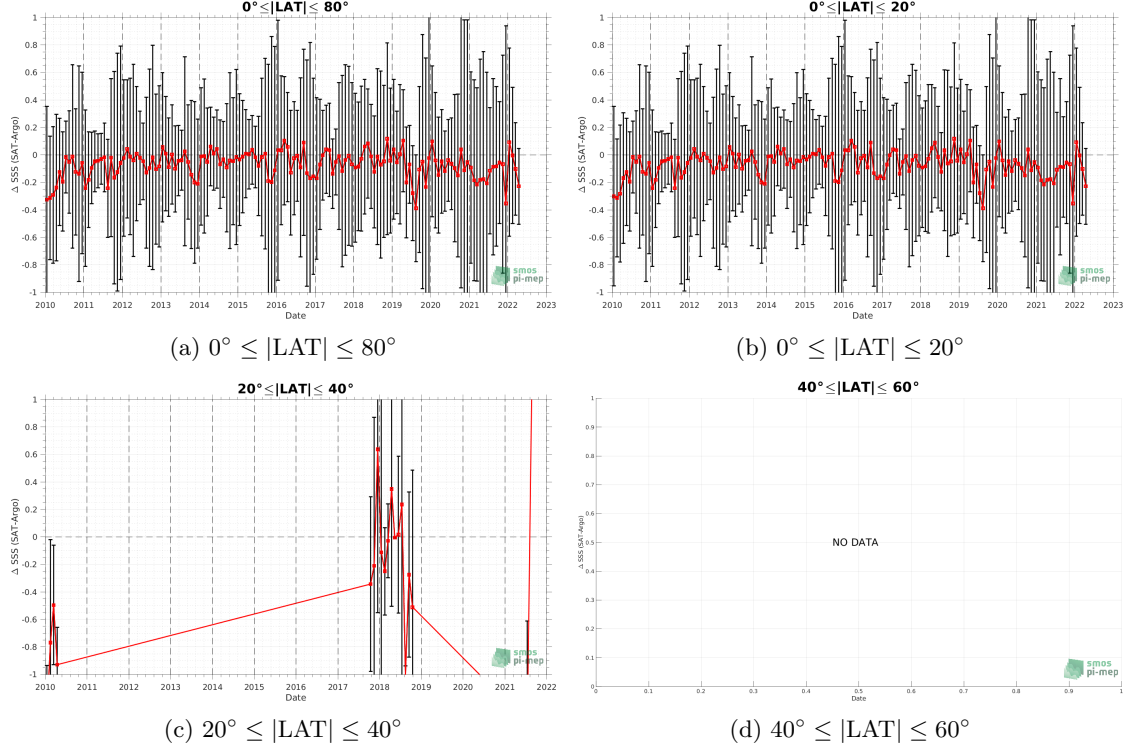 0°≤|LAT|≤ 80°
1
0.8
0.6
0.4
0.2
0
-0.2
-0.4
-0.6
-0.8
-1
Δ SSS (SAT-Argo)
smos
pi-mep
2010 2011 2012 2013 2014 2015 2016 2017 2018 2019 2020 2021 2022 2023
Date
(a) 0° ≤ |LAT| ≤ 80°
0°≤|LAT|≤ 20°
1
0.8
0.6
0.4
0.2
0
-0.2
-0.4
-0.6
-0.8
-1
Δ SSS (SAT-Argo)
smos
pi-mep
2010 2011 2012 2013 2014 2015 2016 2017 2018 2019 2020 2021 2022 2023
Date
(b) 0° ≤ |LAT| ≤ 20°
20°≤|LAT|≤ 40°
1
0.8
0.6
0.4
0.2
0
-0.2
-0.4
-0.6
-0.8
-1
Δ SSS (SAT-Argo)
smos
pi-mep
2010 2011 2012 2013 2014 2015 2016 2017 2018 2019 2020 2021 2022
Date
(c) 20° ≤ |LAT| ≤ 40°
40°≤|LAT|≤ 60°
1
0.9
0.8
0.7
0.6
0.5
0.4
0.3
0.2
0.1
0
Δ SSS (SAT-Argo)
NO DATA
smos
pi-mep
0 0.1 0.2 0.3 0.4 0.5 0.6 0.7 0.8 0.9 1
Date
(d) 40° ≤ |LAT| ≤ 60°